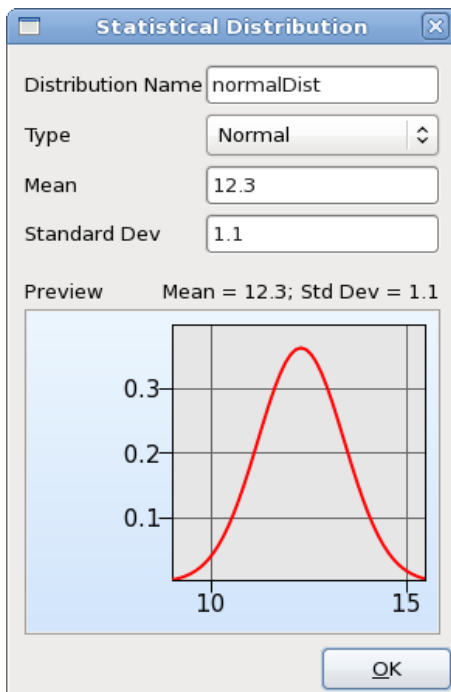 Statistical Distribution
Distribution Name normalDist
Type Normal
Mean 12.3
Standard Dev 1.1
Preview Mean = 12.3; Std Dev = 1.1
0.3
0.2
0.1
10 15
OK